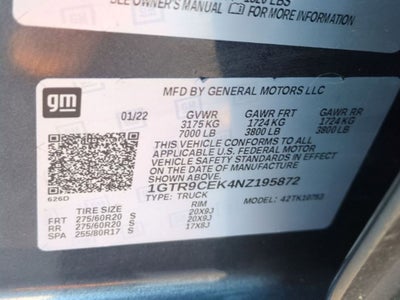 SEE OWNER'S MANUAL FOR MORE INFORMATION
gm
MFD BY GENERAL MOTORS LLC
01/22 GVWR GAWR FRT GAWR RR
3175 KG 1724 KG 1724 KG
7000 LB 3800 LB 3800 LB
THIS VEHICLE CONFORMS TO ALL
APPLICABLE U.S. FEDERAL MOTOR
VEHICLE SAFETY AND THEFT
PREVENTION STANDARDS IN
EFFECT ON THE DATE OF
MANUFACTURE SHOWN ABOVE.
1GTR9CEK4NZ195872
626D TYPE: TRUCK MODEL:
TIRE SIZE RIM
FRT 275/60R20 S 20X9J
RR 275/60R20 S 20X9J
SPA 255/80R17 S 17X8J